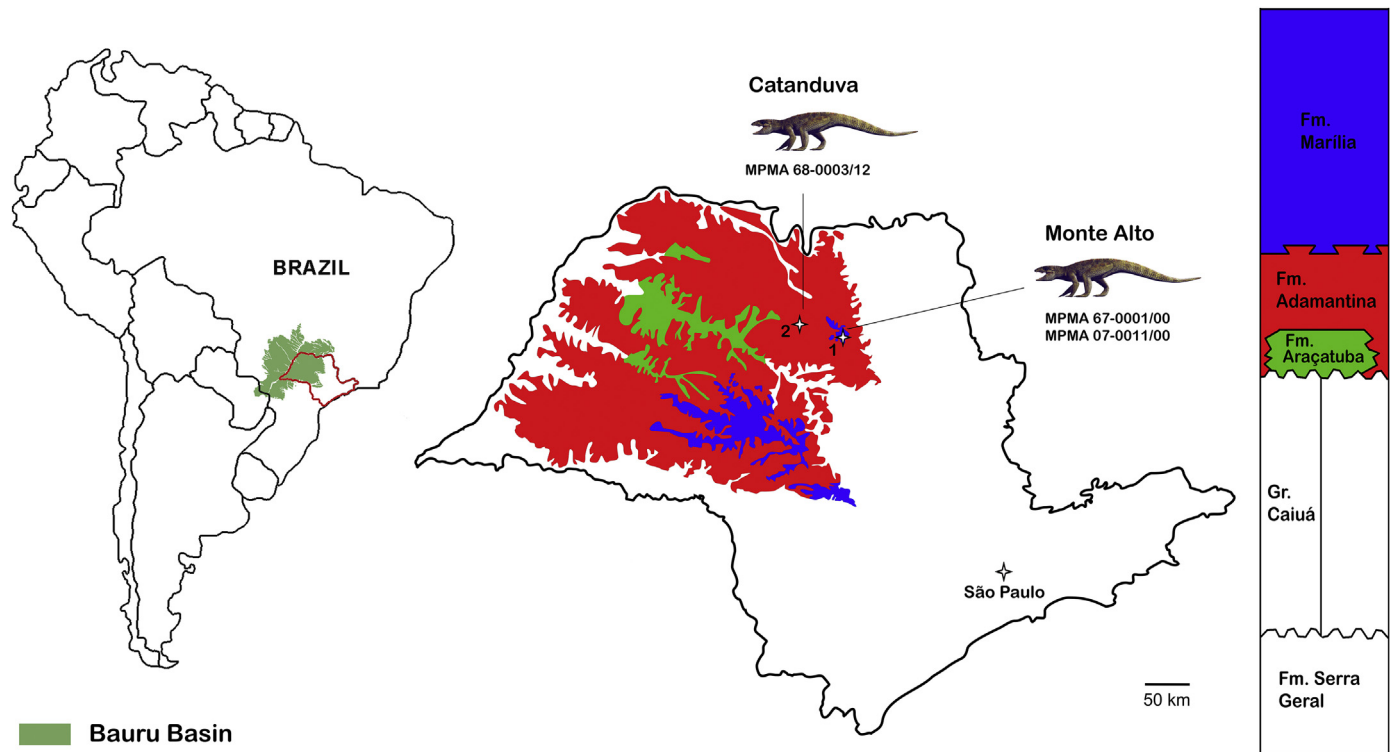 BRAZIL
Bauru Basin
Catanduva
MPMA 68-0003/12
Monte Alto
MPMA 67-0001/00
MPMA 07-0011/00
2
1
São Paulo
50 km
Fm.
Marília
Fm.
Adamantina
Fm.
Araçatuba
Gr.
Caiuá
Fm. Serra
Geral